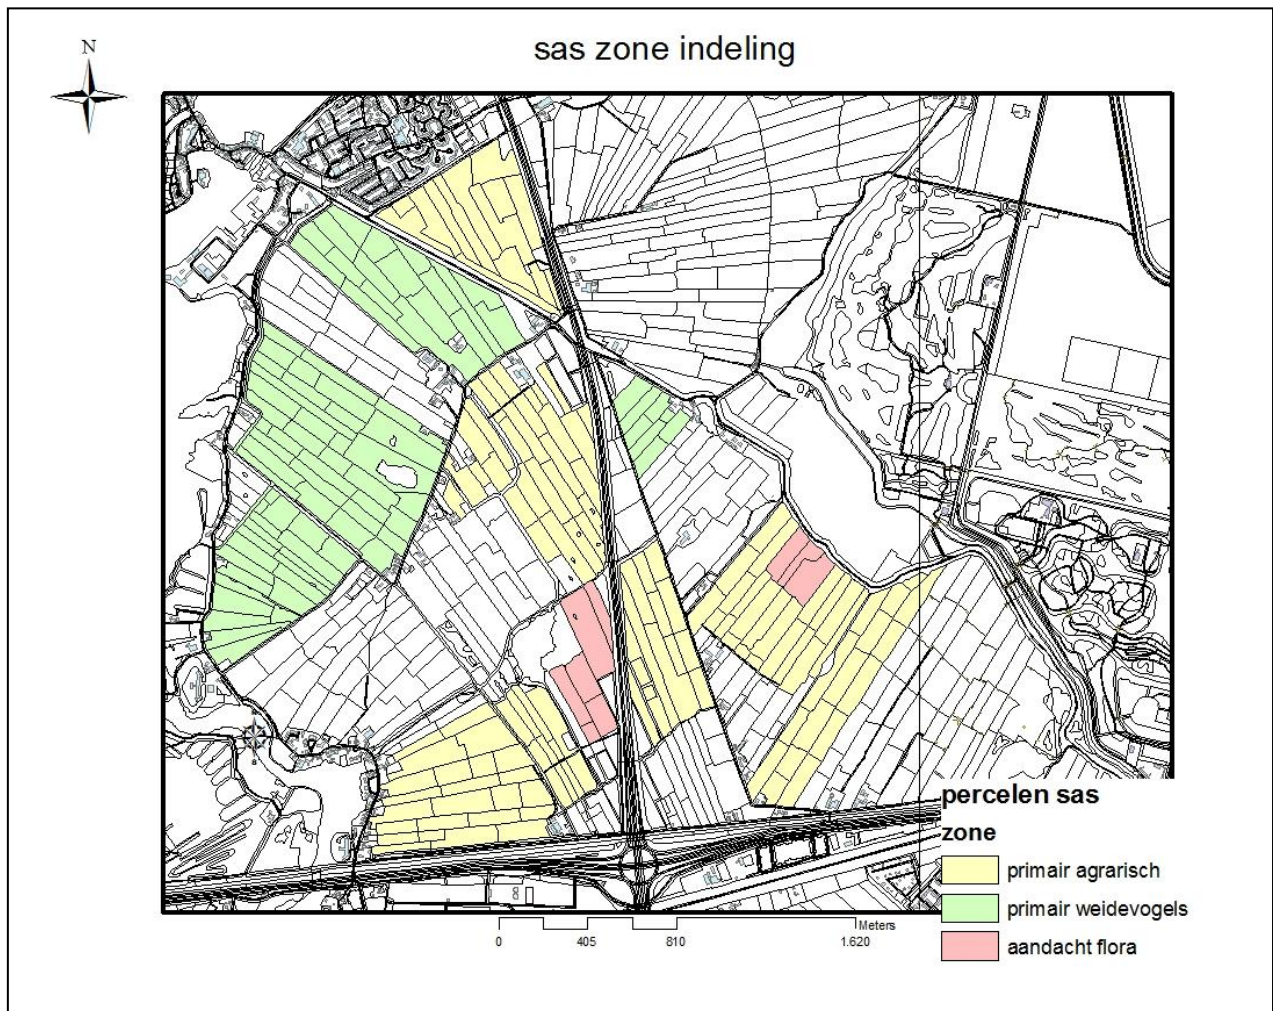 N
sas zone indeling
percelen sas
zone
primair agrarisch
primair weidevogels
aandacht flora
Meters
0 405 810 1.620